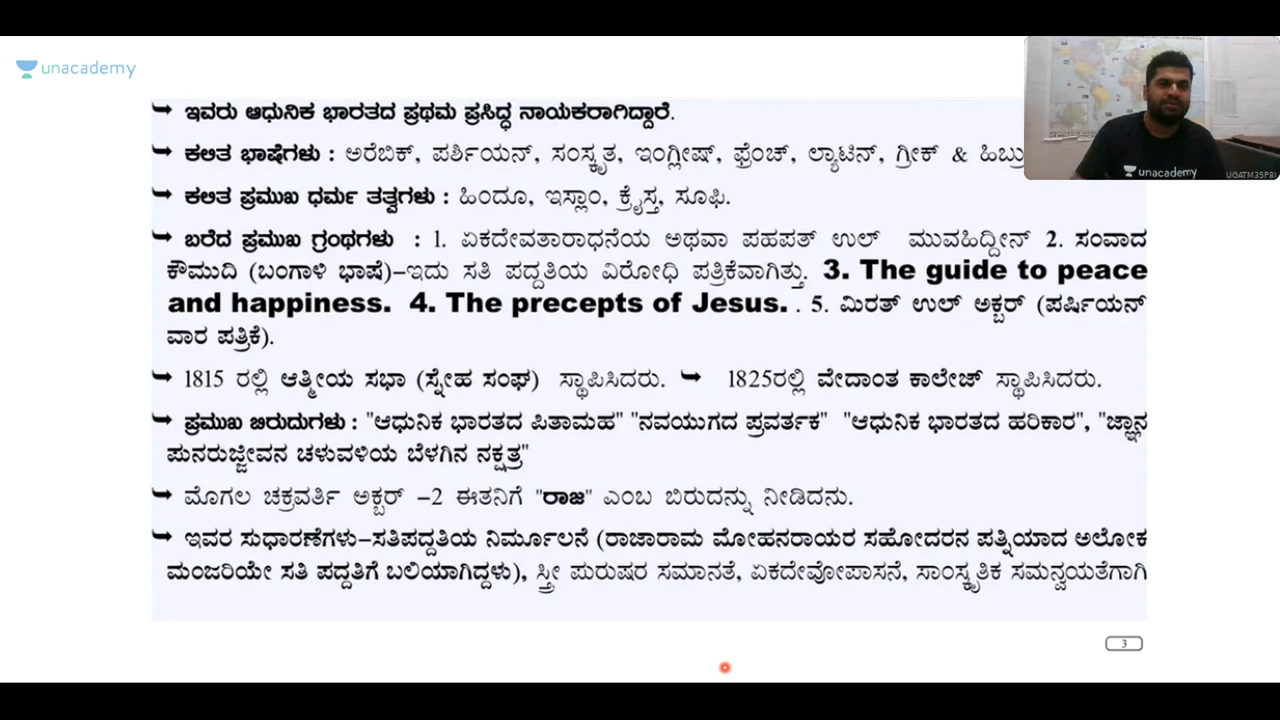 unacademy
➥ ಇವರು ಆಧುನಿಕ ಭಾರತದ ಪ್ರಥಮ ಪ್ರಸಿದ್ಧ ನಾಯಕರಾಗಿದ್ದಾರೆ.
➥ ಕಲಿತ ಭಾಷೆಗಳು : ಅರೆಬಿಕ್, ಪರ್ಶಿಯನ್, ಸಂಸ್ಕೃತ, ಇಂಗ್ಲೀಷ್, ಫ್ರೆಂಚ್, ಲ್ಯಾಟಿನ್, ಗ್ರೀಕ್ & ಹಿಬ್ರು
➥ ಕಲಿತ ಪ್ರಮುಖ ಧರ್ಮ ತತ್ವಗಳು : ಹಿಂದೂ, ಇಸ್ಲಾಂ, ಕ್ರೈಸ್ತ, ಸೂಫಿ.
➥ ಬರೆದ ಪ್ರಮುಖ ಗ್ರಂಥಗಳು : 1. ಏಕದೇವತಾರಾಧನೆಯ ಅಥವಾ ಪಹಪತ್ ಉಲ್ ಮುವಹಿದ್ದೀನ್ 2. ಸಂವಾದ
ಕೌಮುದಿ (ಬಂಗಾಳಿ ಭಾಷೆ)-ಇದು ಸತಿ ಪದ್ದತಿಯ ವಿರೋಧಿ ಪತ್ರಿಕೆವಾಗಿತ್ತು. 3. The guide to peace
and happiness. 4. The precepts of Jesus. . 5. ಮಿರತ್ ಉಲ್ ಅಕ್ಬರ್ (ಪರ್ಷಿಯನ್
ವಾರ ಪತ್ರಿಕೆ).
➥ 1815 ರಲ್ಲಿ ಆತ್ಮೀಯ ಸಭಾ (ಸ್ನೇಹ ಸಂಘ) ಸ್ಥಾಪಿಸಿದರು. ➥ 1825ರಲ್ಲಿ ವೇದಾಂತ ಕಾಲೇಜ್ ಸ್ಥಾಪಿಸಿದರು.
➥ ಪ್ರಮುಖ ಬಿರುದುಗಳು : "ಆಧುನಿಕ ಭಾರತದ ಪಿತಾಮಹ" "ನವಯುಗದ ಪ್ರವರ್ತಕ" "ಆಧುನಿಕ ಭಾರತದ ಹರಿಕಾರ", "ಜ್ಞಾನ
ಪುನರುಜ್ಜೀವನ ಚಳುವಳಿಯ ಬೆಳಗಿನ ನಕ್ಷತ್ರ"
➥ ಮೊಗಲ ಚಕ್ರವರ್ತಿ ಅಕ್ಬರ್ -2 ಈತನಿಗೆ "ರಾಜ" ಎಂಬ ಬಿರುದನ್ನು ನೀಡಿದನು.
➥ ಇವರ ಸುಧಾರಣೆಗಳು-ಸತಿಪದ್ದತಿಯ ನಿರ್ಮೂಲನೆ (ರಾಜಾರಾಮ ಮೋಹನರಾಯರ ಸಹೋದರನ ಪತ್ನಿಯಾದ ಅಲೋಕ
ಮಂಜರಿಯೇ ಸತಿ ಪದ್ದತಿಗೆ ಬಲಿಯಾಗಿದ್ದಳು), ಸ್ತ್ರೀ ಪುರುಷರ ಸಮಾನತೆ, ಏಕದೇವೋಪಾಸನೆ, ಸಾಂಸ್ಕೃತಿಕ ಸಮನ್ವಯತೆಗಾಗಿ
3
unacademy
UGATM35P8I